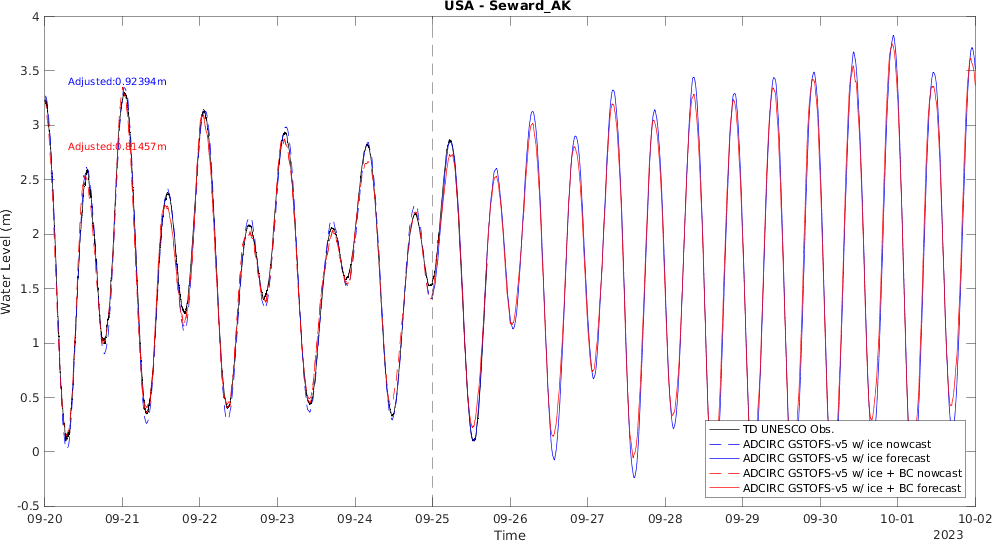 USA - Seward_AK
4
3.5
3
2.5
2
1.5
1
0.5
0
-0.5
Water Level (m)
Adjusted:0.92394m
Adjusted:0.81457m
TD UNESCO Obs.
ADCIRC GSTOFS-v5 w/ ice nowcast
ADCIRC GSTOFS-v5 w/ ice forecast
ADCIRC GSTOFS-v5 w/ ice + BC nowcast
ADCIRC GSTOFS-v5 w/ ice + BC forecast
09-20 09-21 09-22 09-23 09-24 09-25 09-26 09-27 09-28 09-29 09-30 10-01 10-02
Time
2023